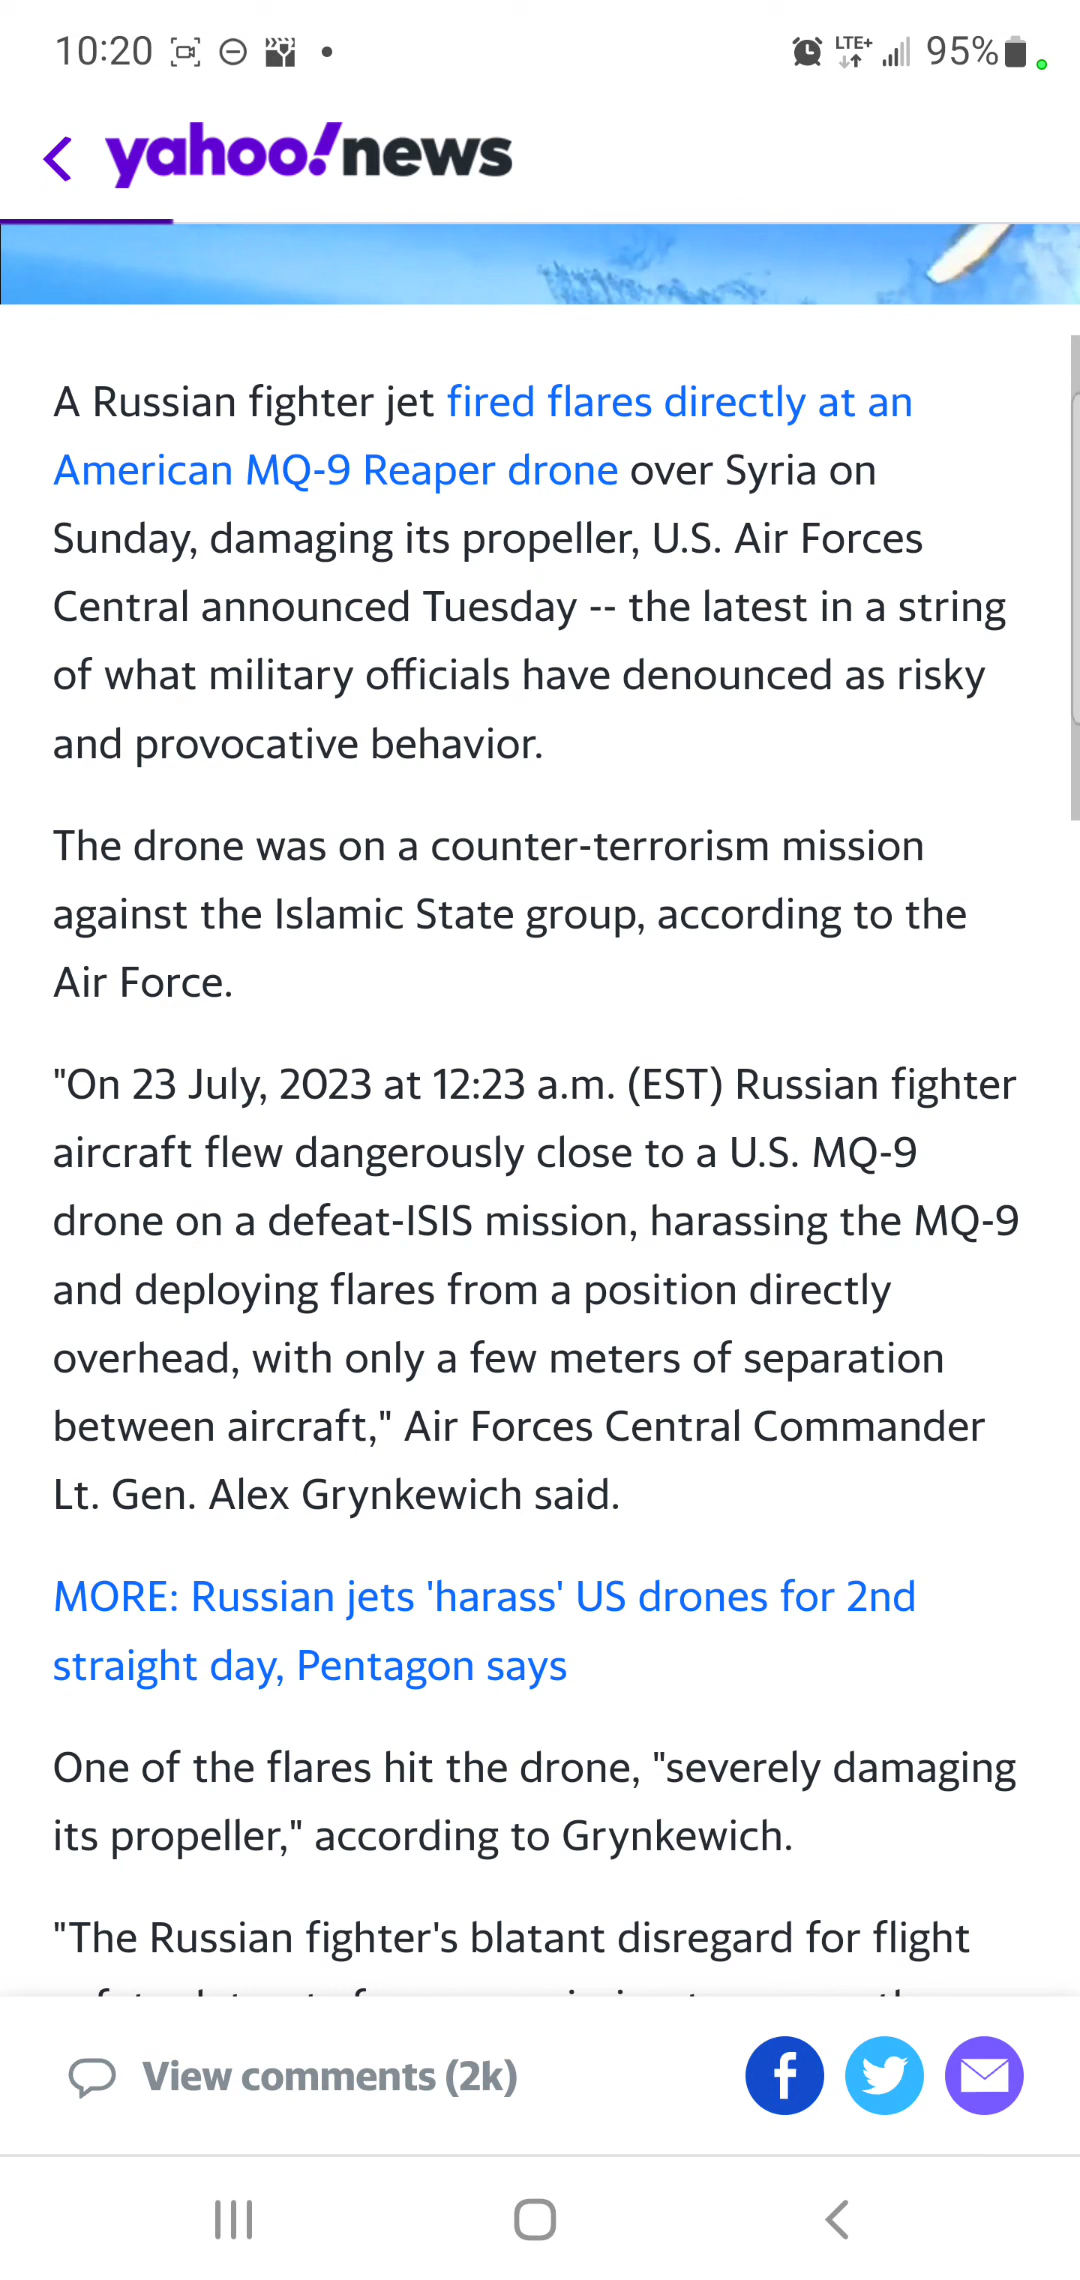 10:20
LTE+
95%
yahoo!news
A Russian fighter jet fired flares directly at an
American MQ-9 Reaper drone over Syria on
Sunday, damaging its propeller, U.S. Air Forces
Central announced Tuesday -- the latest in a string
of what military officials have denounced as risky
and provocative behavior.
The drone was on a counter-terrorism mission
against the Islamic State group, according to the
Air Force.
"On 23 July, 2023 at 12:23 a.m. (EST) Russian fighter
aircraft flew dangerously close to a U.S. MQ-9
drone on a defeat-ISIS mission, harassing the MQ-9
and deploying flares from a position directly
overhead, with only a few meters of separation
between aircraft," Air Forces Central Commander
Lt. Gen. Alex Grynkewich said.
MORE: Russian jets 'harass' US drones for 2nd
straight day, Pentagon says
One of the flares hit the drone, "severely damaging
its propeller," according to Grynkewich.
"The Russian fighter's blatant disregard for flight
View comments (2k)